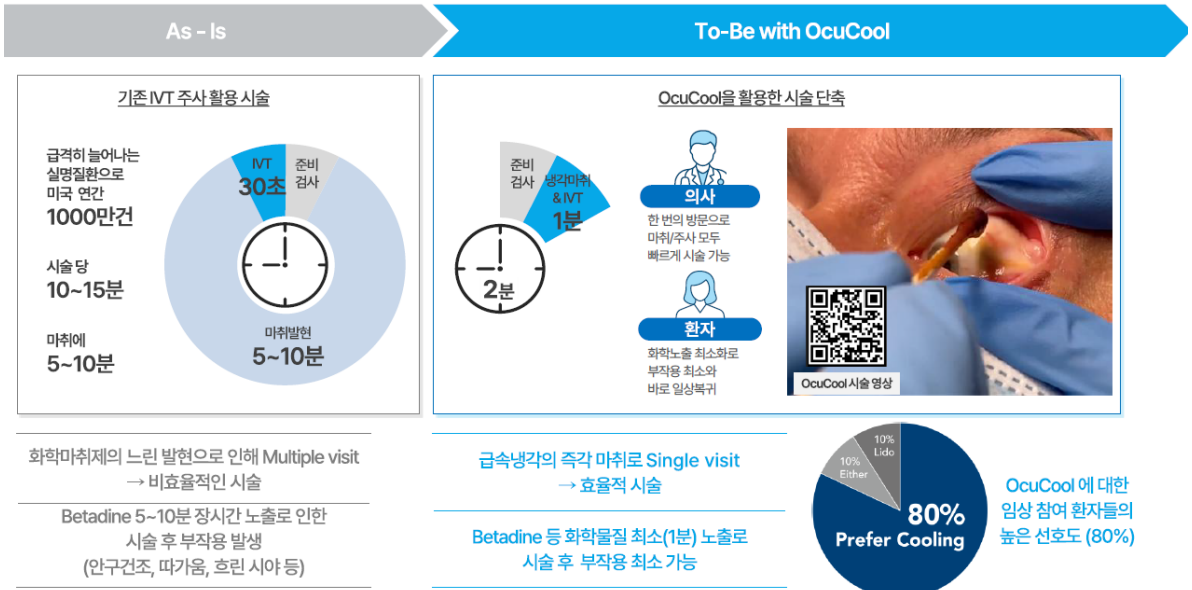 As - Is
To-Be with OcuCool
기존 IVT 주사 활용 시술
급격히 늘어나는
실명질환으로
미국 연간
1000만건
시술 당
10~15분
마취에
5~10분
IVT
30초
준비
검사
마취발현
5~10분
OcuCool을 활용한 시술 단축
준비
검사
냉각마취
& IVT
1분
2분
의사
한 번의 방문으로
마취/주사 모두
빠르게 시술 가능
환자
화학노출 최소화로
부작용 최소와
바로 일상복귀
OcuCool 시술 영상
화학마취제의 느린 발현으로 인해 Multiple visit
→ 비효율적인 시술
Betadine 5~10분 장시간 노출로 인한
시술 후 부작용 발생
(안구건조, 따가움, 흐린 시야 등)
급속냉각의 즉각 마취로 Single visit
→ 효율적 시술
Betadine 등 화학물질 최소(1분) 노출로
시술 후 부작용 최소 가능
10%
Lido
10%
Either
80%
Prefer Cooling
OcuCool 에 대한
임상 참여 환자들의
높은 선호도 (80%)